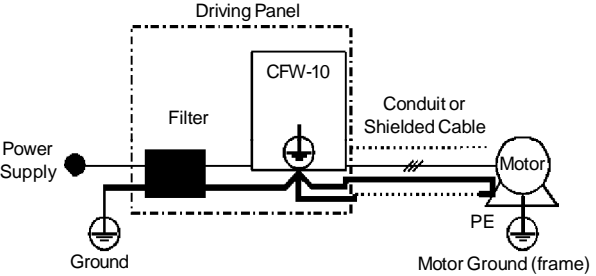 Driving Panel
CFW-10
Conduit or
Shielded Cable
Filter
Power
Supply
Motor
PE
Ground
Motor Ground (frame)